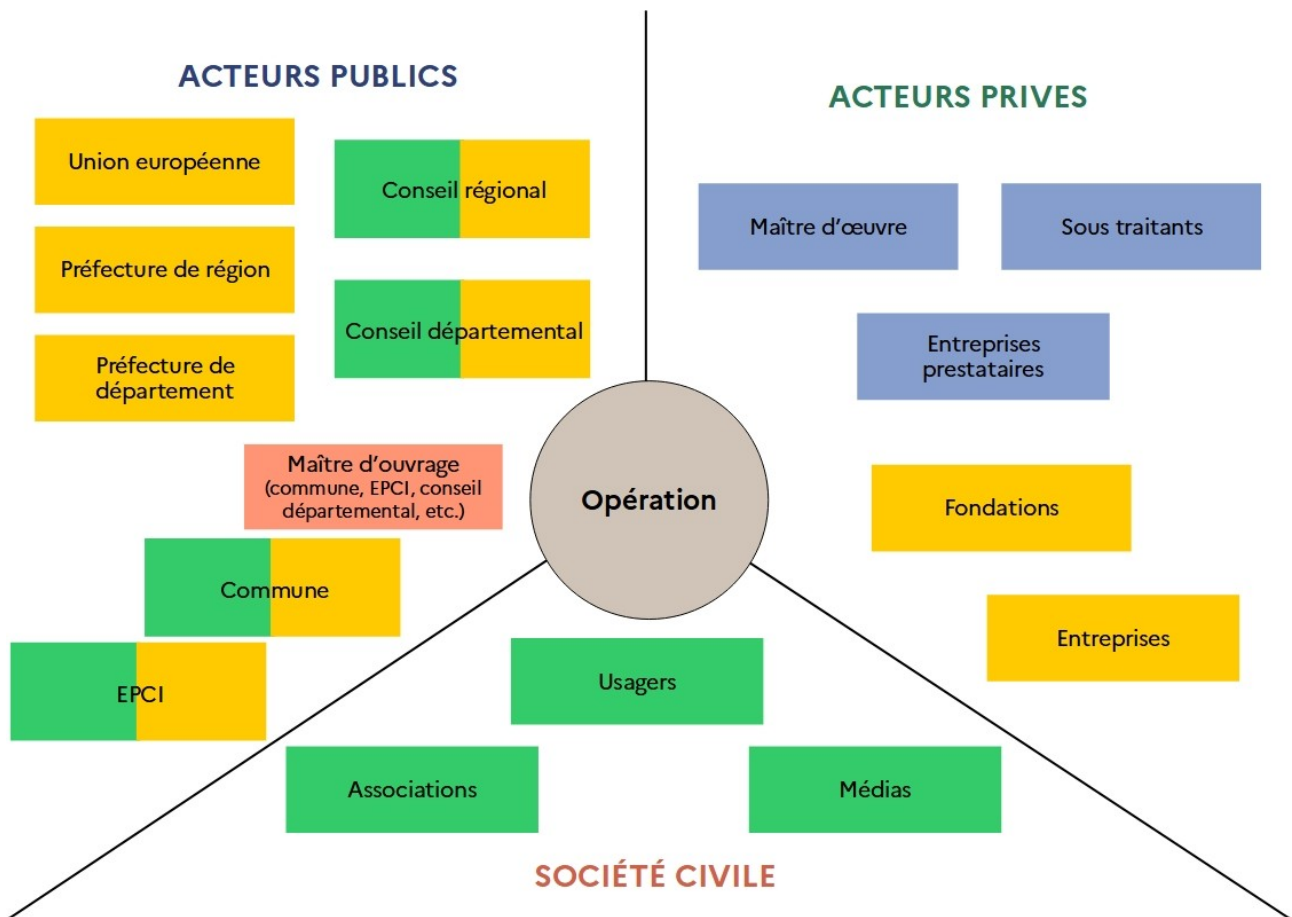 ACTEURS PUBLICS
Union européenne
Conseil régional
Préfecture de région
Conseil départemental
Préfecture de
département
Maître d'ouvrage
(commune, EPCI, conseil
départemental, etc.)
Commune
EPCI
ACTEURS PRIVES
Maître d'œuvre
Sous traitants
Entreprises
prestataires
Fondations
Entreprises
Opération
Usagers
Associations
Médias
SOCIÉTÉ CIVILE